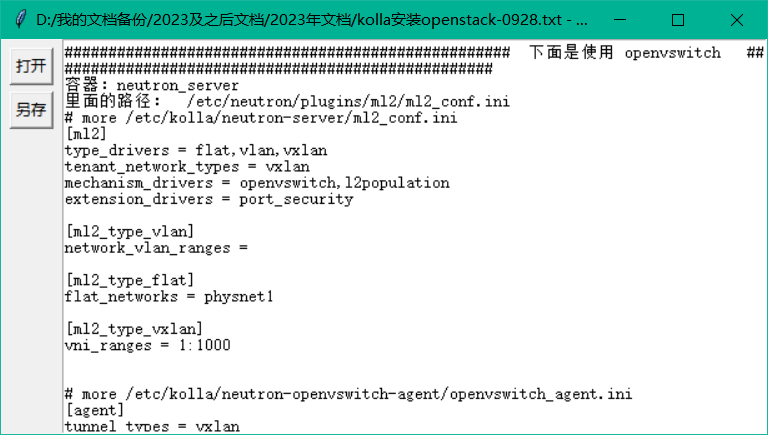 D:/我的文档备份/2023及之后文档/2023年文档/kolla安装openstack-0928.txt - ...
打开
另存
################################################### 下面是使用 openvswitch ##
#################################################
容器: neutron_server
里面的路径: /etc/neutron/plugins/ml2/ml2_conf.ini
# more /etc/kolla/neutron-server/ml2_conf.ini
[ml2]
type_drivers = flat,vlan,vxlan
tenant_network_types = vxlan
mechanism_drivers = openvswitch,l2population
extension_drivers = port_security
[ml2_type_vlan]
network_vlan_ranges =
[ml2_type_flat]
flat_networks = physnet1
[ml2_type_vxlan]
vni_ranges = 1:1000
# more /etc/kolla/neutron-openvswitch-agent/openvswitch_agent.ini
[agent]
tunnel_types = vxlan